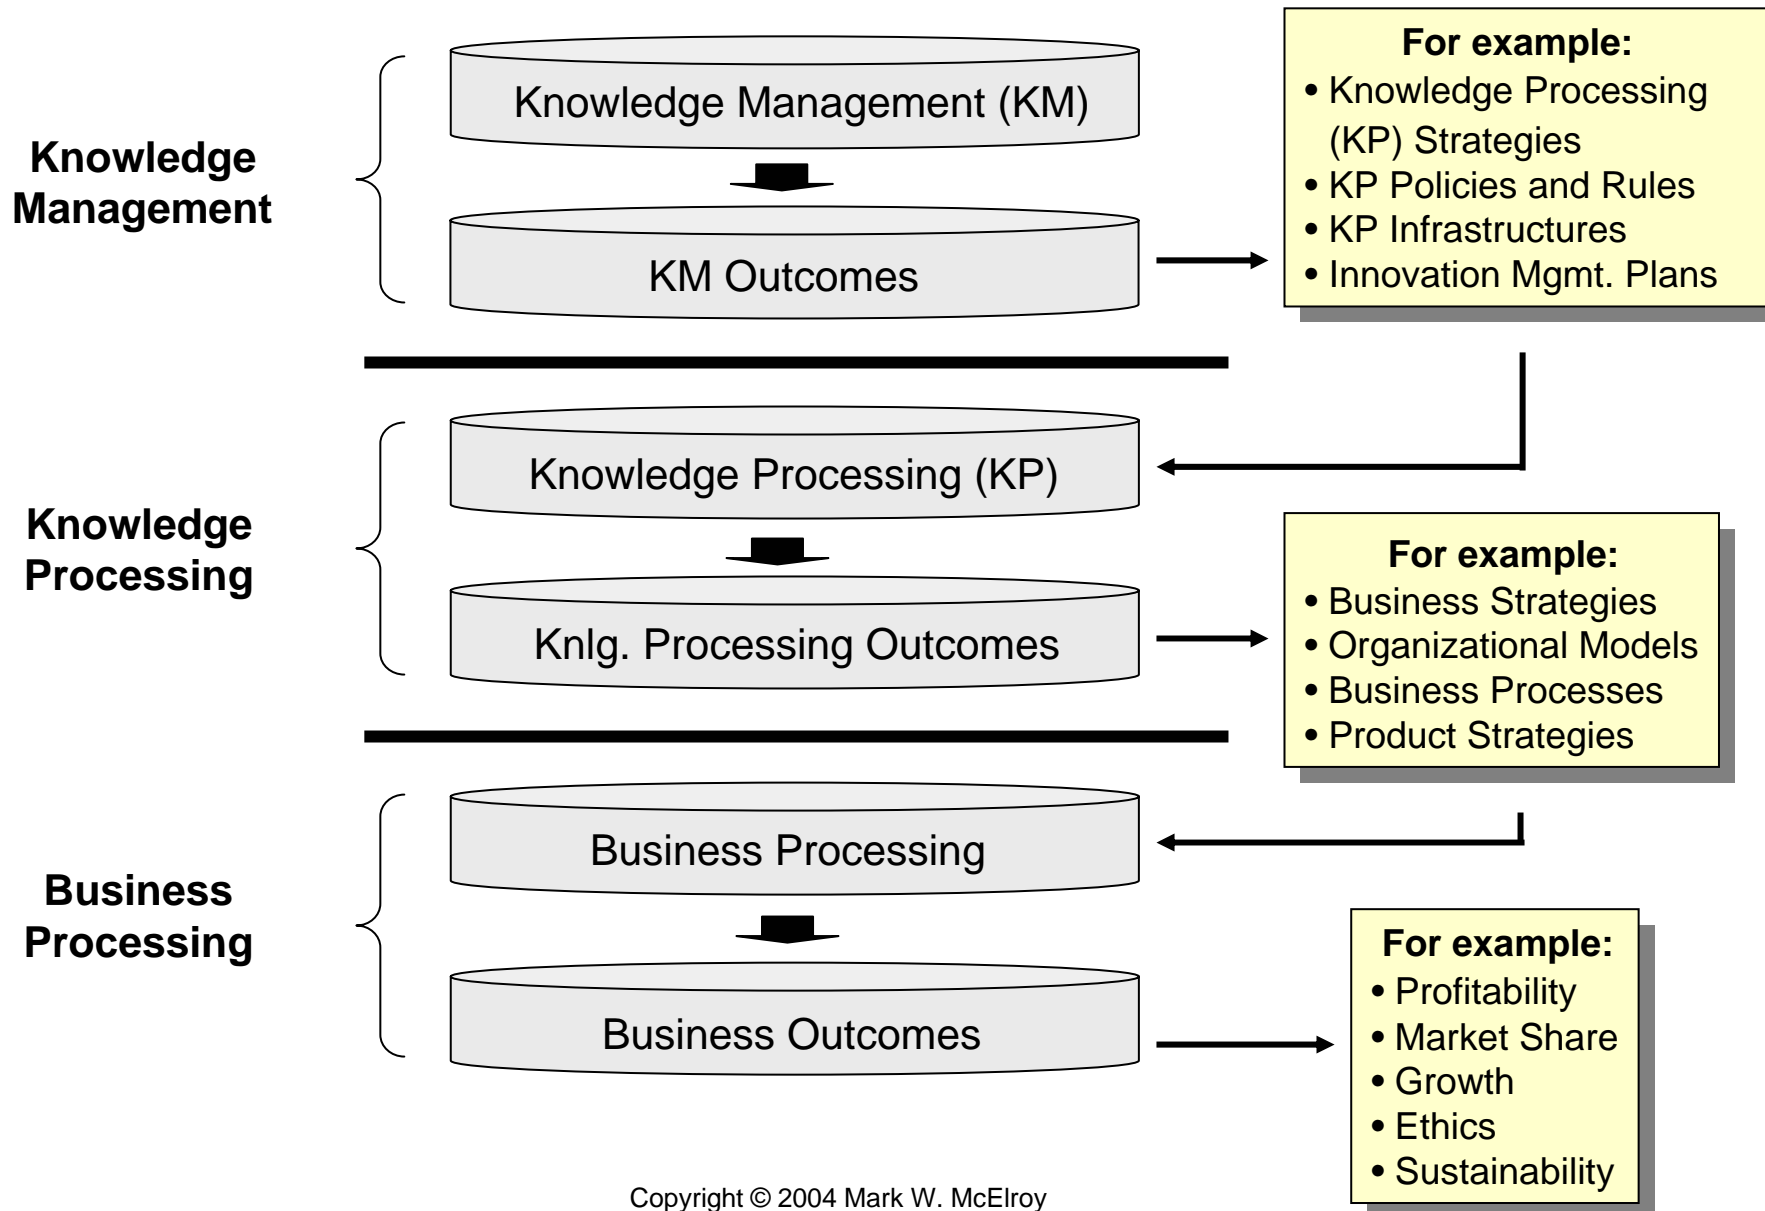 Knowledge
Management
Knowledge Management (KM)
KM Outcomes
For example:
• Knowledge Processing
(KP) Strategies
• KP Policies and Rules
• KP Infrastructures
• Innovation Mgmt. Plans
Knowledge
Processing
Knowledge Processing (KP)
Knlg. Processing Outcomes
For example:
• Business Strategies
• Organizational Models
• Business Processes
• Product Strategies
Business
Processing
Business Processing
Business Outcomes
For example:
• Profitability
• Market Share
• Growth
• Ethics
• Sustainability
Copyright © 2004 Mark W. McElroy